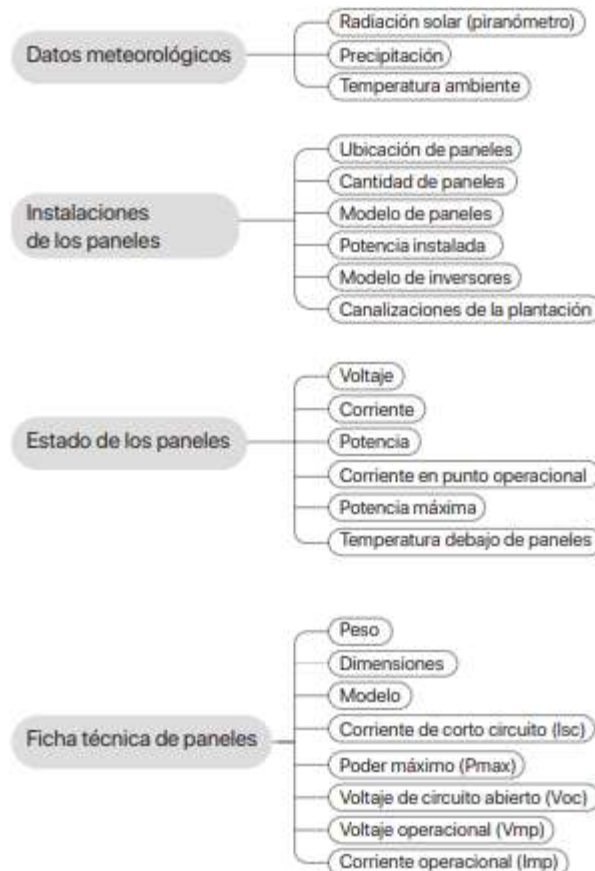 Datos meteorológicos
Radiación solar (piranómetro)
Precipitación
Temperatura ambiente
Instalaciones
de los paneles
Ubicación de paneles
Cantidad de paneles
Modelo de paneles
Potencia instalada
Modelo de inversores
Canalizaciones de la plantación
Estado de los paneles
Voltaje
Corriente
Potencia
Corriente en punto operacional
Potencia máxima
Temperatura debajo de paneles
Ficha técnica de paneles
Peso
Dimensiones
Modelo
Corriente de corto circuito (Isc)
Poder máximo (Pmax)
Voltaje de circuito abierto (Voc)
Voltaje operacional (Vmp)
Corriente operacional (Imp)